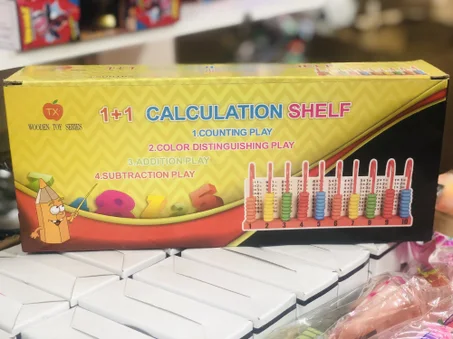 1+1 CALCULATION SHELF
TX
WOODEN TOY SERIES
1.COUNTING PLAY
2.COLOR DISTINGUISHING PLAY
3.ADDITION PLAY
4.SUBTRACTION PLAY